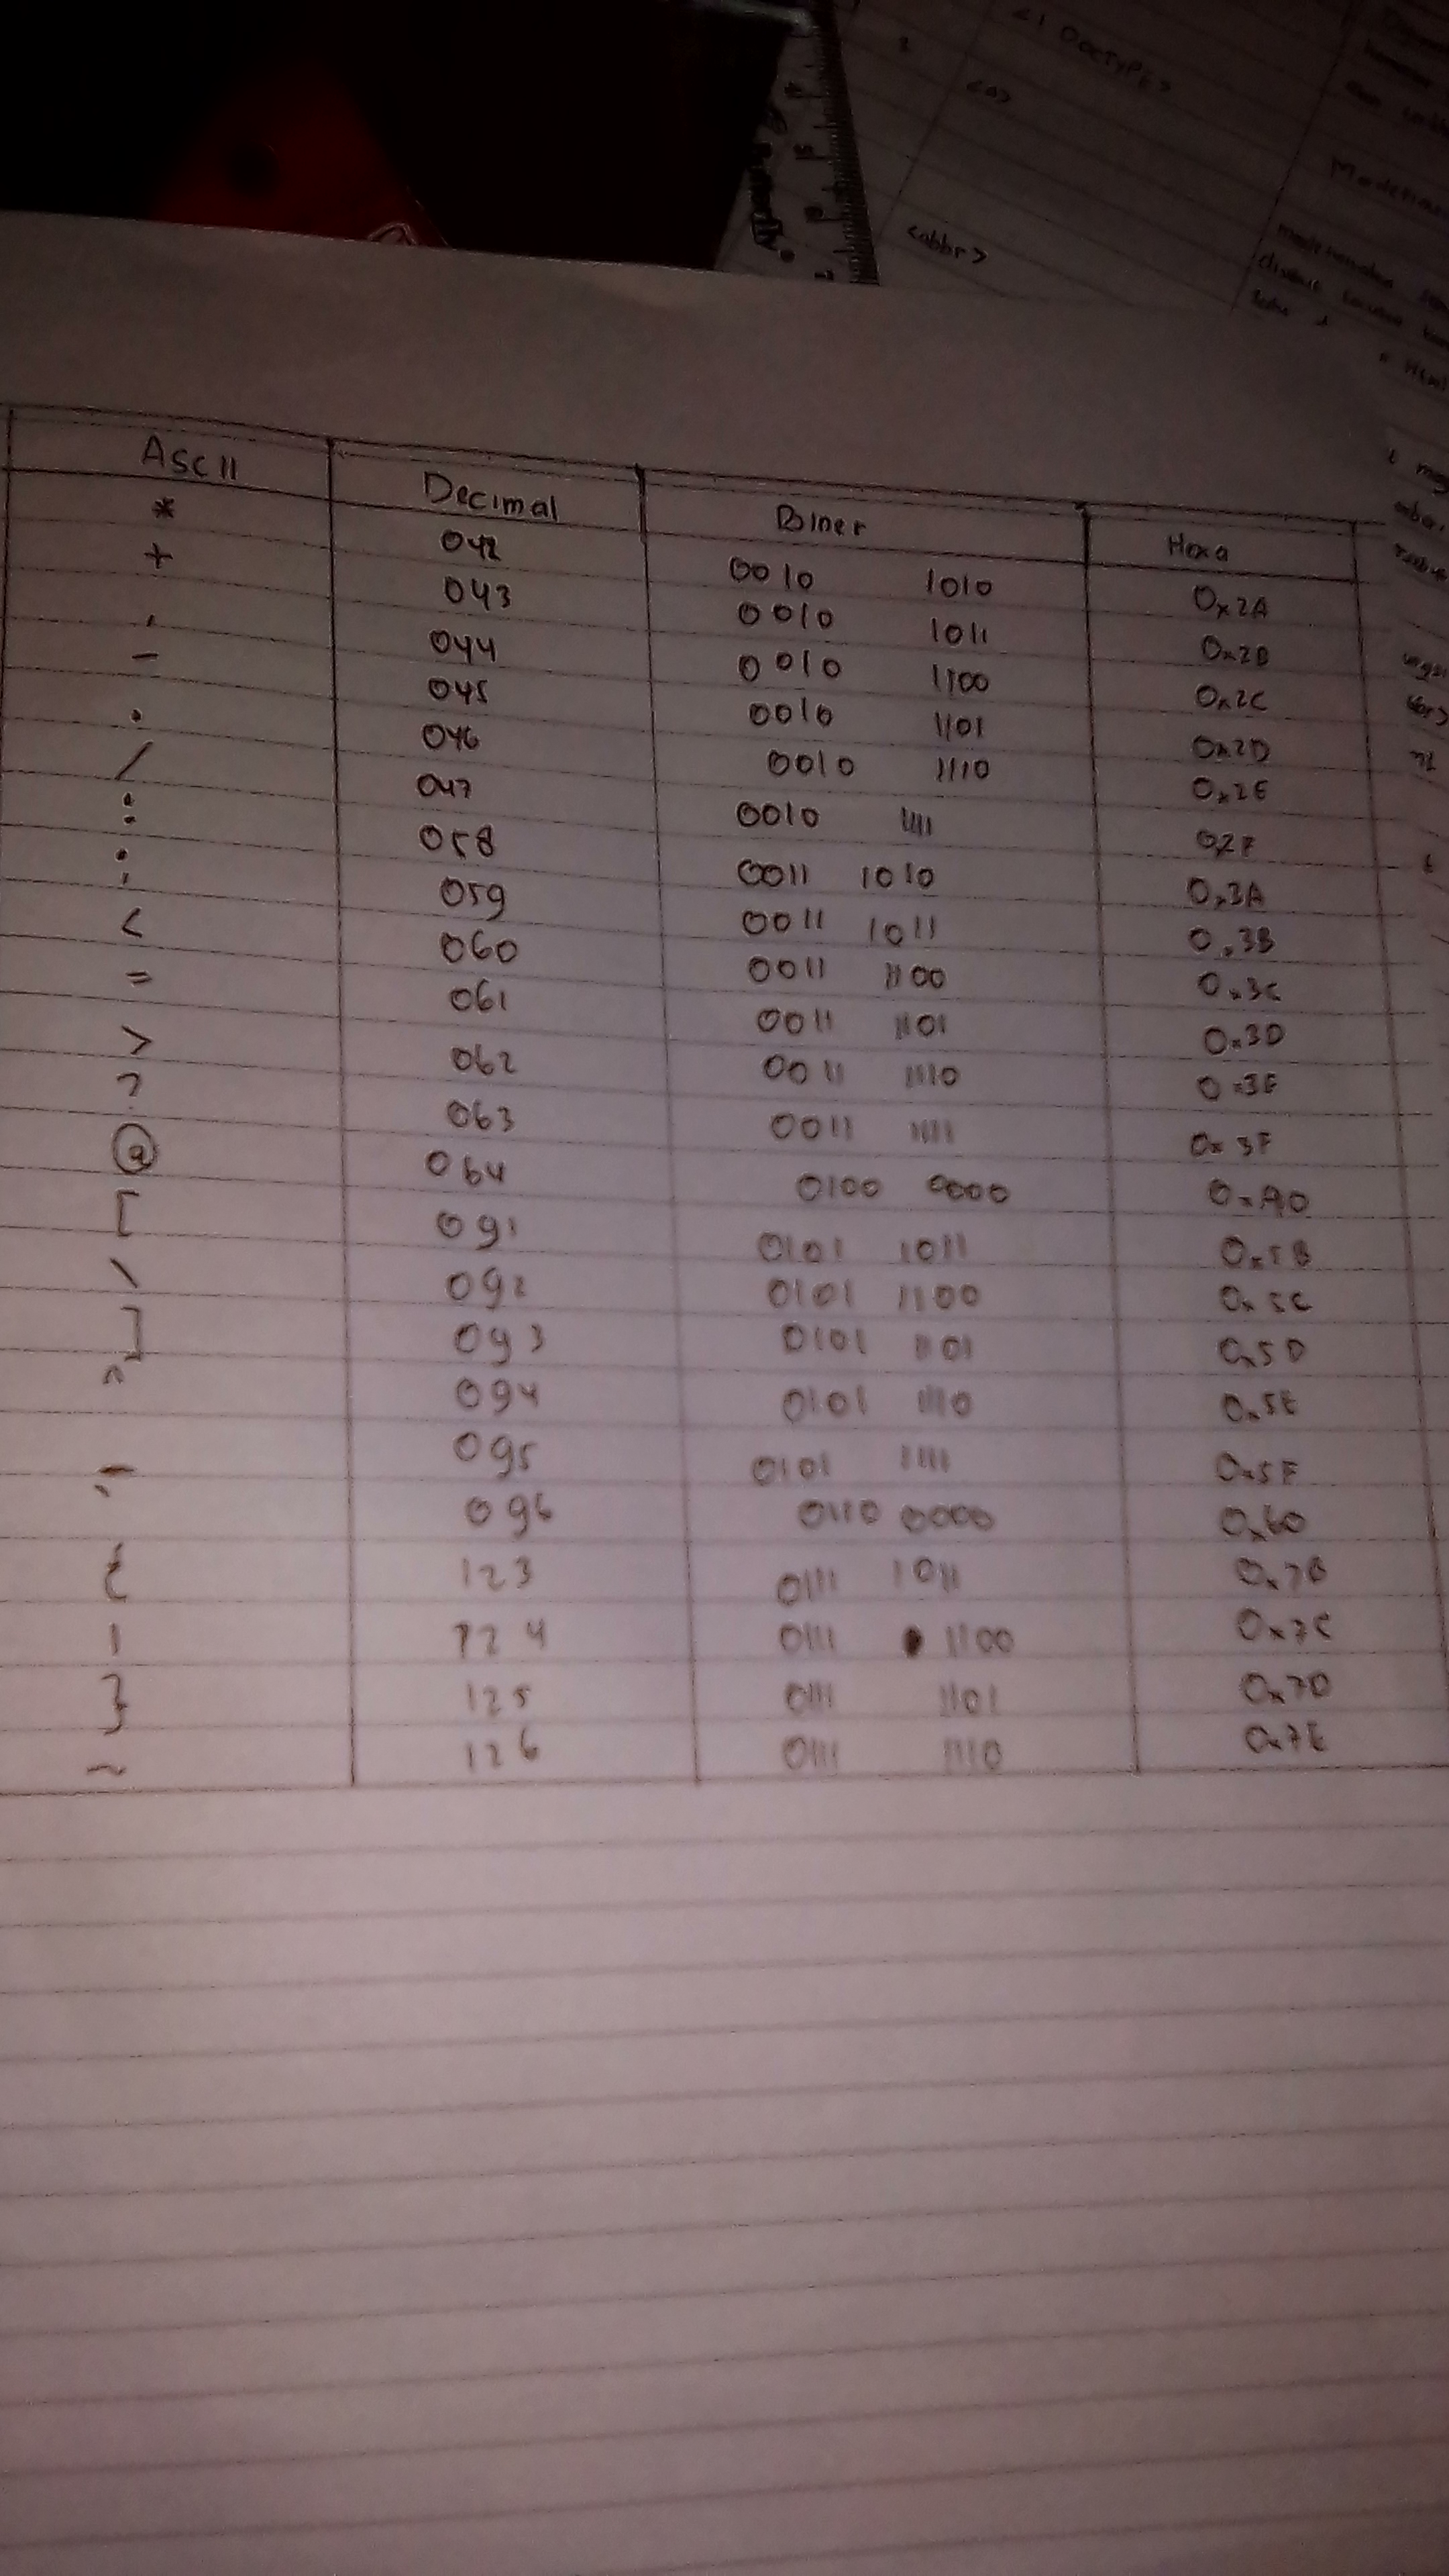 <! DOCTYPE>
<a>
<abbr>
ASCII Decimal Biner Hexa
* 042 0010 1010 0x2A
+ 043 0010 1011 0x2B
, 044 0010 1100 0x2C
- 045 0010 1101 0x2D
. 046 0010 1110 0x2E
/ 047 0010 1111 0x2F
: 058 0011 1010 0x3A
; 059 0011 1011 0x3B
< 060 0011 1100 0x3C
= 061 0011 1101 0x3D
> 062 0011 1110 0x3E
? 063 0011 1111 0x3F
@ 064 0100 0000 0xA0
[ 091 0101 1011 0x5B
\ 092 0101 1100 0x5C
] 093 0101 1101 0x5D
^ 094 0101 1110 0x5E
_ 095 0101 1111 0x5F
` 096 0110 0000 0x60
{ 123 0111 1011 0x7B
| 124 0111 1100 0x7C
} 125 0111 1101 0x7D
~ 126 0111 1110 0x7E